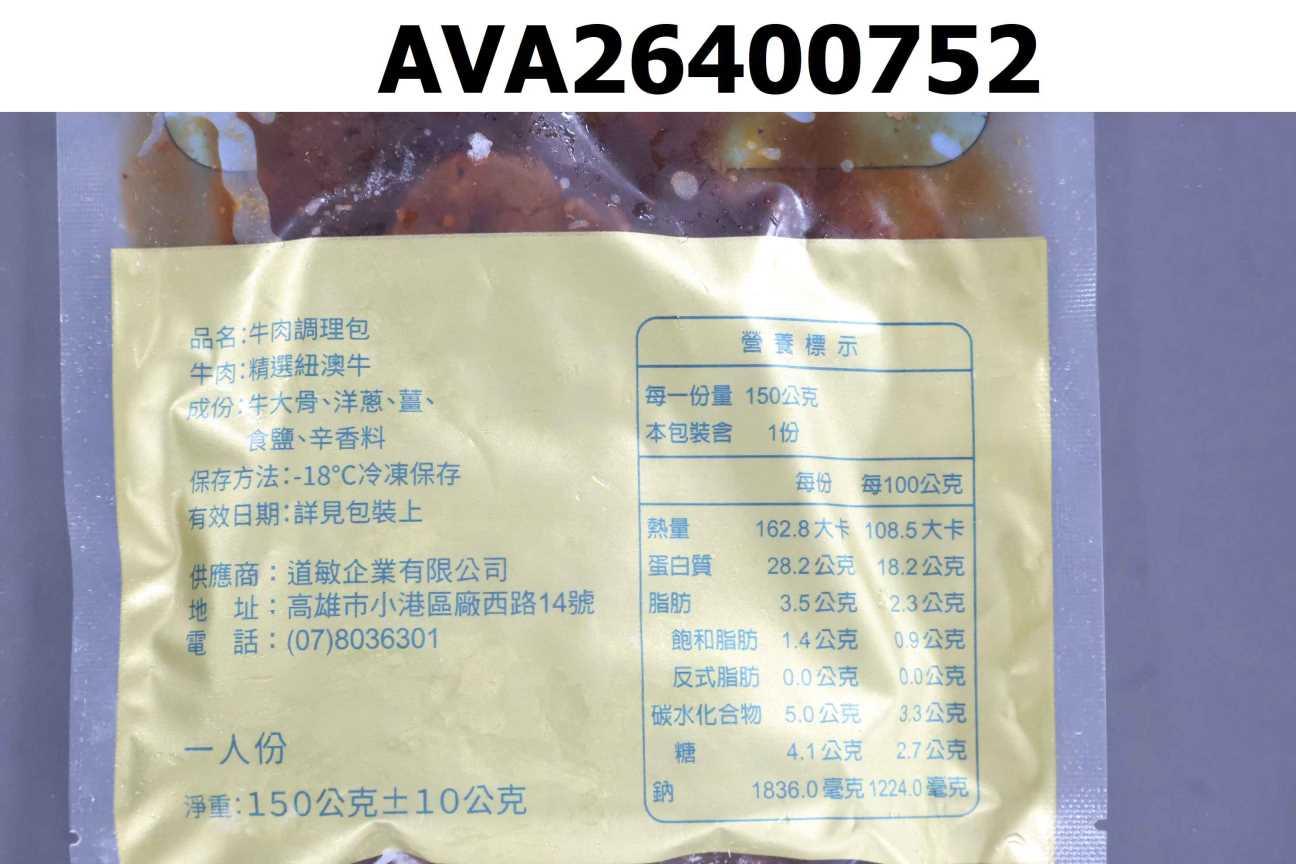 AVA26400752
品名:牛肉調理包
牛肉:精選紐澳牛
成份:牛大骨、洋蔥、薑、
食鹽、辛香料
保存方法:-18°C冷凍保存
有效日期:詳見包裝上
供應商：道敏企業有限公司
地 址：高雄市小港區廠西路14號
電 話：(07)8036301
一人份
淨重:150公克±10公克
營養標示
每一份量 150公克
本包裝含 1份
每份 每100公克
熱量 162.8大卡 108.5大卡
蛋白質 28.2公克 18.2公克
脂肪 3.5公克 2.3公克
飽和脂肪 1.4公克 0.9公克
反式脂肪 0.0公克 0.0公克
碳水化合物 5.0公克 3.3公克
糖 4.1公克 2.7公克
鈉 1836.0毫克 1224.0毫克